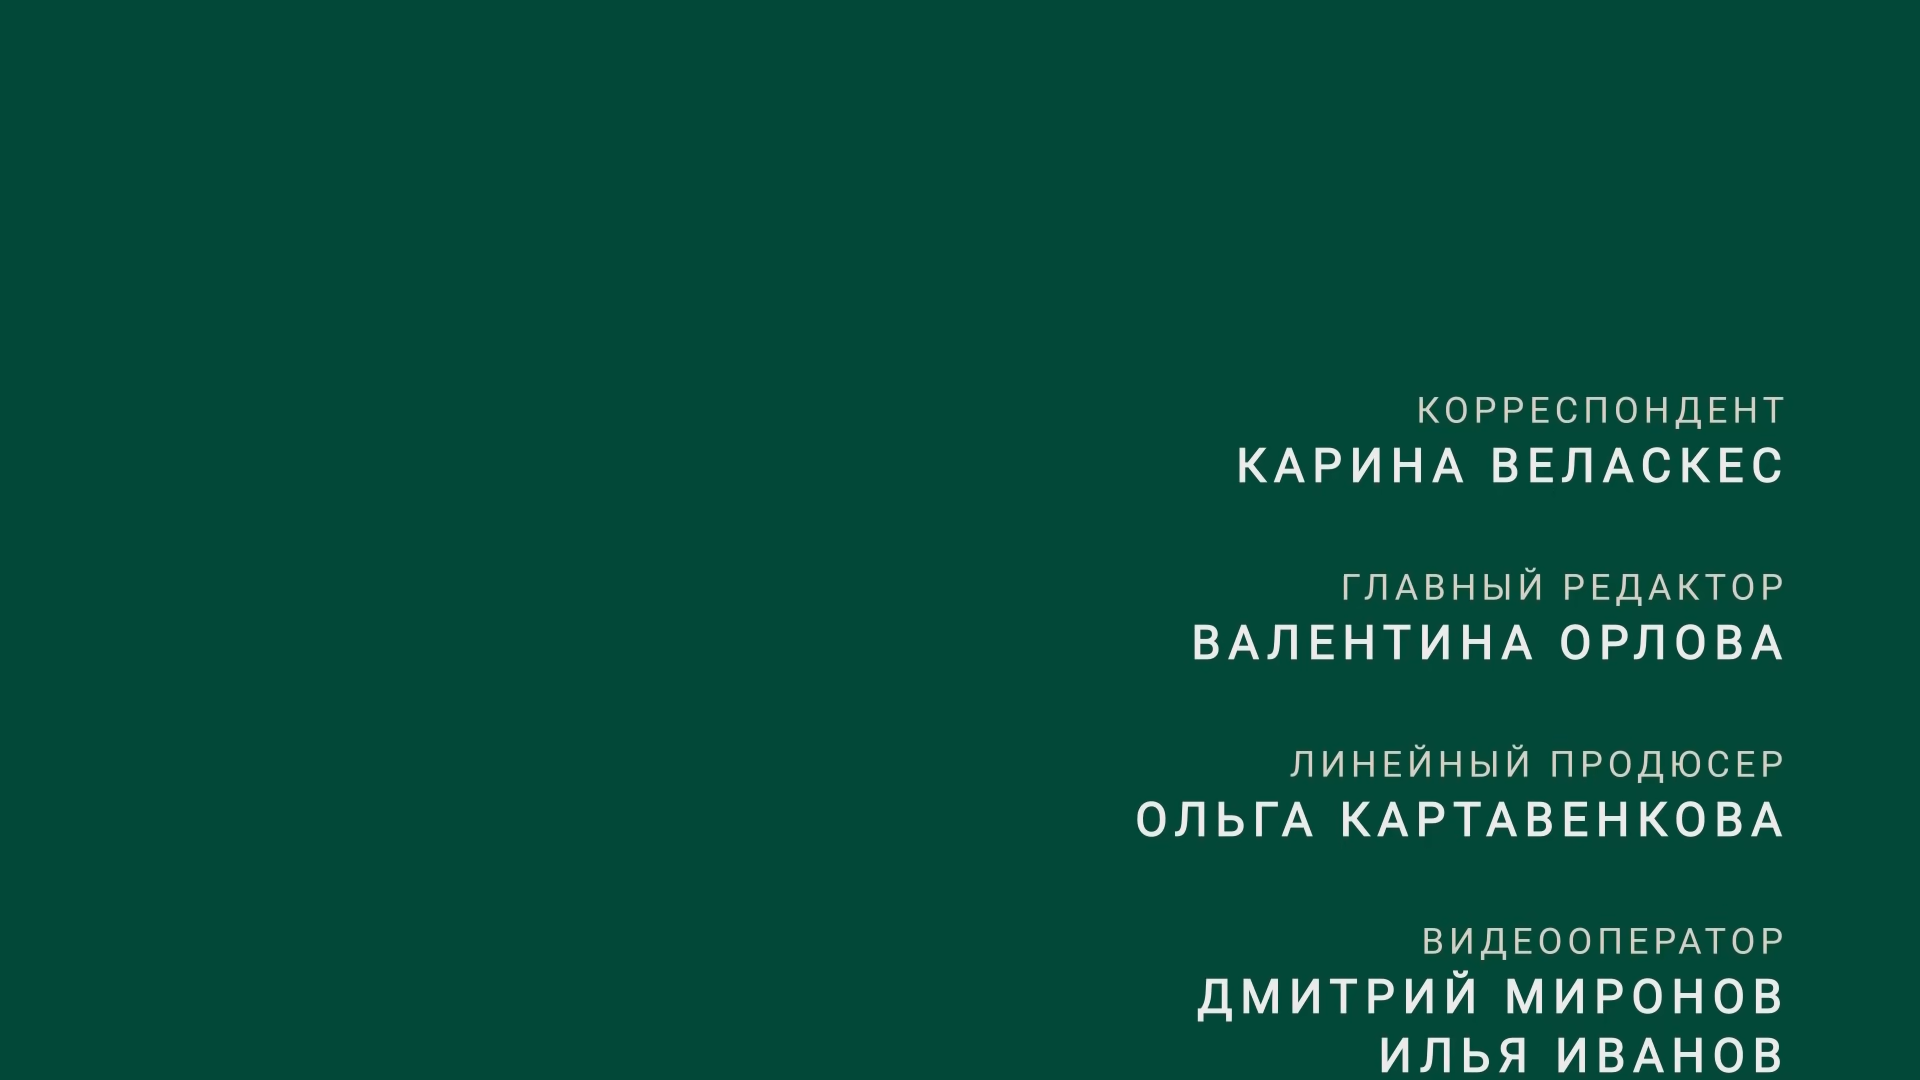 КОРРЕСПОНДЕНТ
КАРИНА ВЕЛАСКЕС
ГЛАВНЫЙ РЕДАКТОР
ВАЛЕНТИНА ОРЛОВА
ЛИНЕЙНЫЙ ПРОДЮСЕР
ОЛЬГА КАРТАВЕНКОВА
ВИДЕООПЕРАТОР
ДМИТРИЙ МИРОНОВ
ИЛЬЯ ИВАНОВ